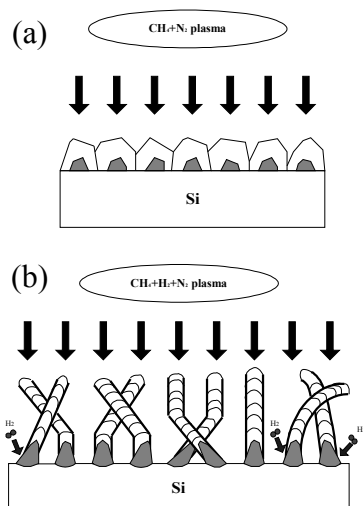 (a)
CH₄+N₂ plasma
Si
(b)
CH₄+H₂+N₂ plasma
H₂
H₂
H
Si